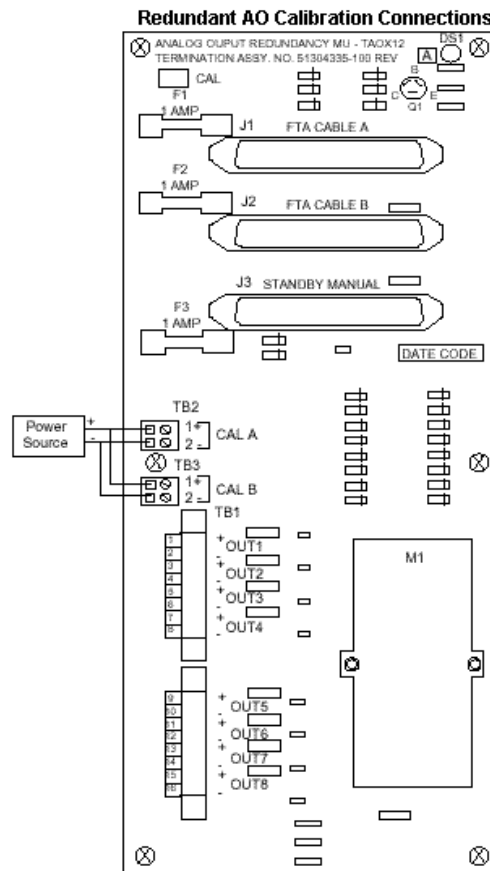 Redundant AO Calibration Connections
ANALOG OUPUT REDUNDANCY MU - TAOX12
TERMINATION ASSY. NO. 51304335-100 REV
A
DS1
CAL
B
C
E
Q1
F1
1 AMP
J1
FTA CABLE A
F2
1 AMP
J2
FTA CABLE B
J3
STANDBY MANUAL
F3
1 AMP
DATE CODE
Power
Source
+
-
TB2
1+
2 -
CAL A
TB3
1+
2 -
CAL B
TB1
1
2
3
4
5
6
7
8
+
OUT1
-
+
OUT2
-
+
OUT3
-
+
OUT4
-
M1
9
10
11
12
13
14
15
16
+
OUT5
-
+
OUT6
-
+
OUT7
-
+
OUT8
-